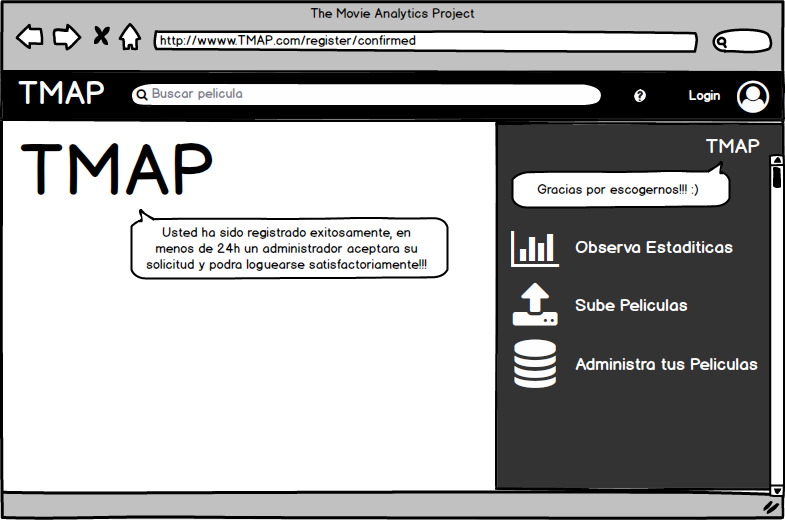 The Movie Analytics Project
http://wwww.TMAP.com/register/confirmed
TMAP
Buscar pelicula
?
Login
TMAP
Usted ha sido registrado exitosamente, en
menos de 24h un administrador aceptara su
solicitud y podra loguearse satisfactoriamente!!!
TMAP
Gracias por escogernos!!! :)
Observa Estaditicas
Sube Peliculas
Administra tus Peliculas